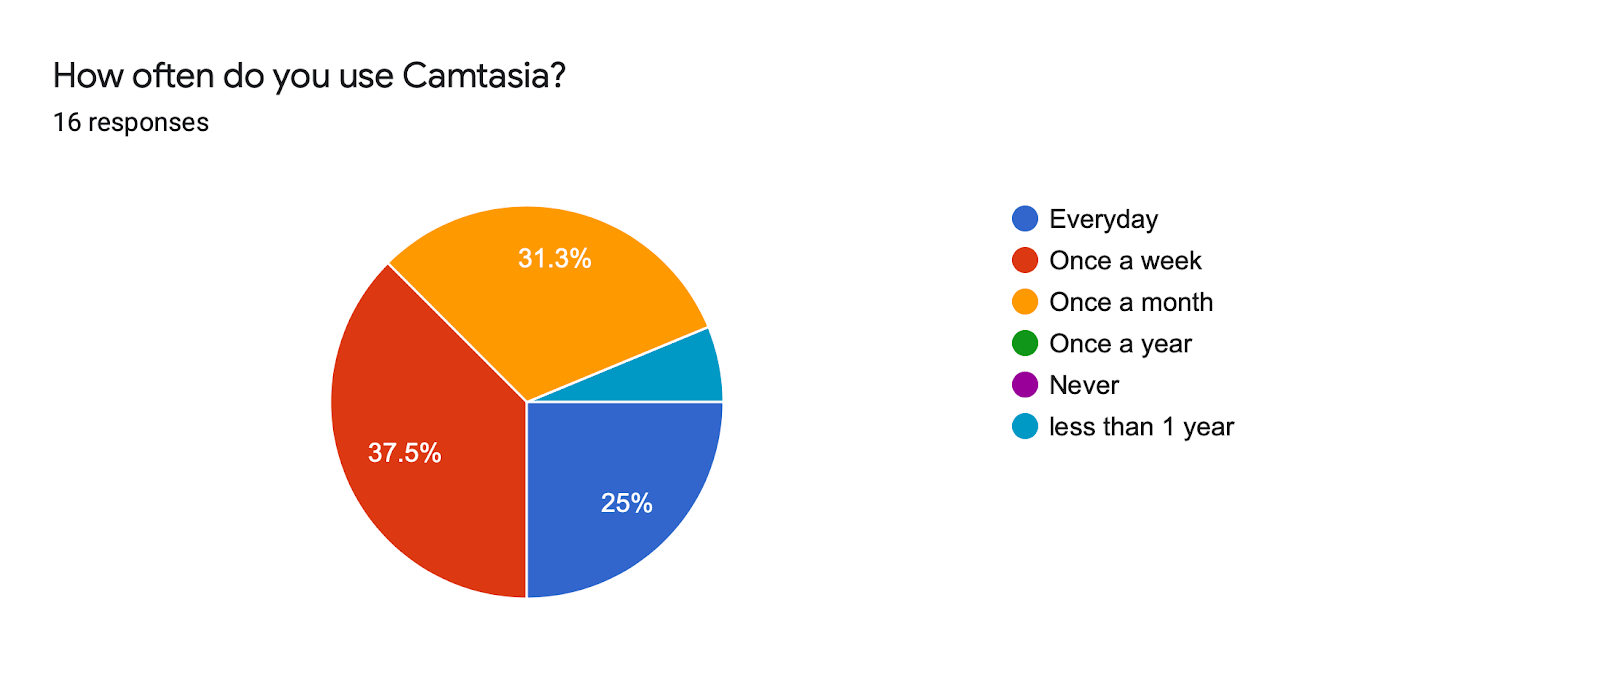 How often do you use Camtasia?
16 responses
31.3%
37.5%
25%
Everyday
Once a week
Once a month
Once a year
Never
less than 1 year